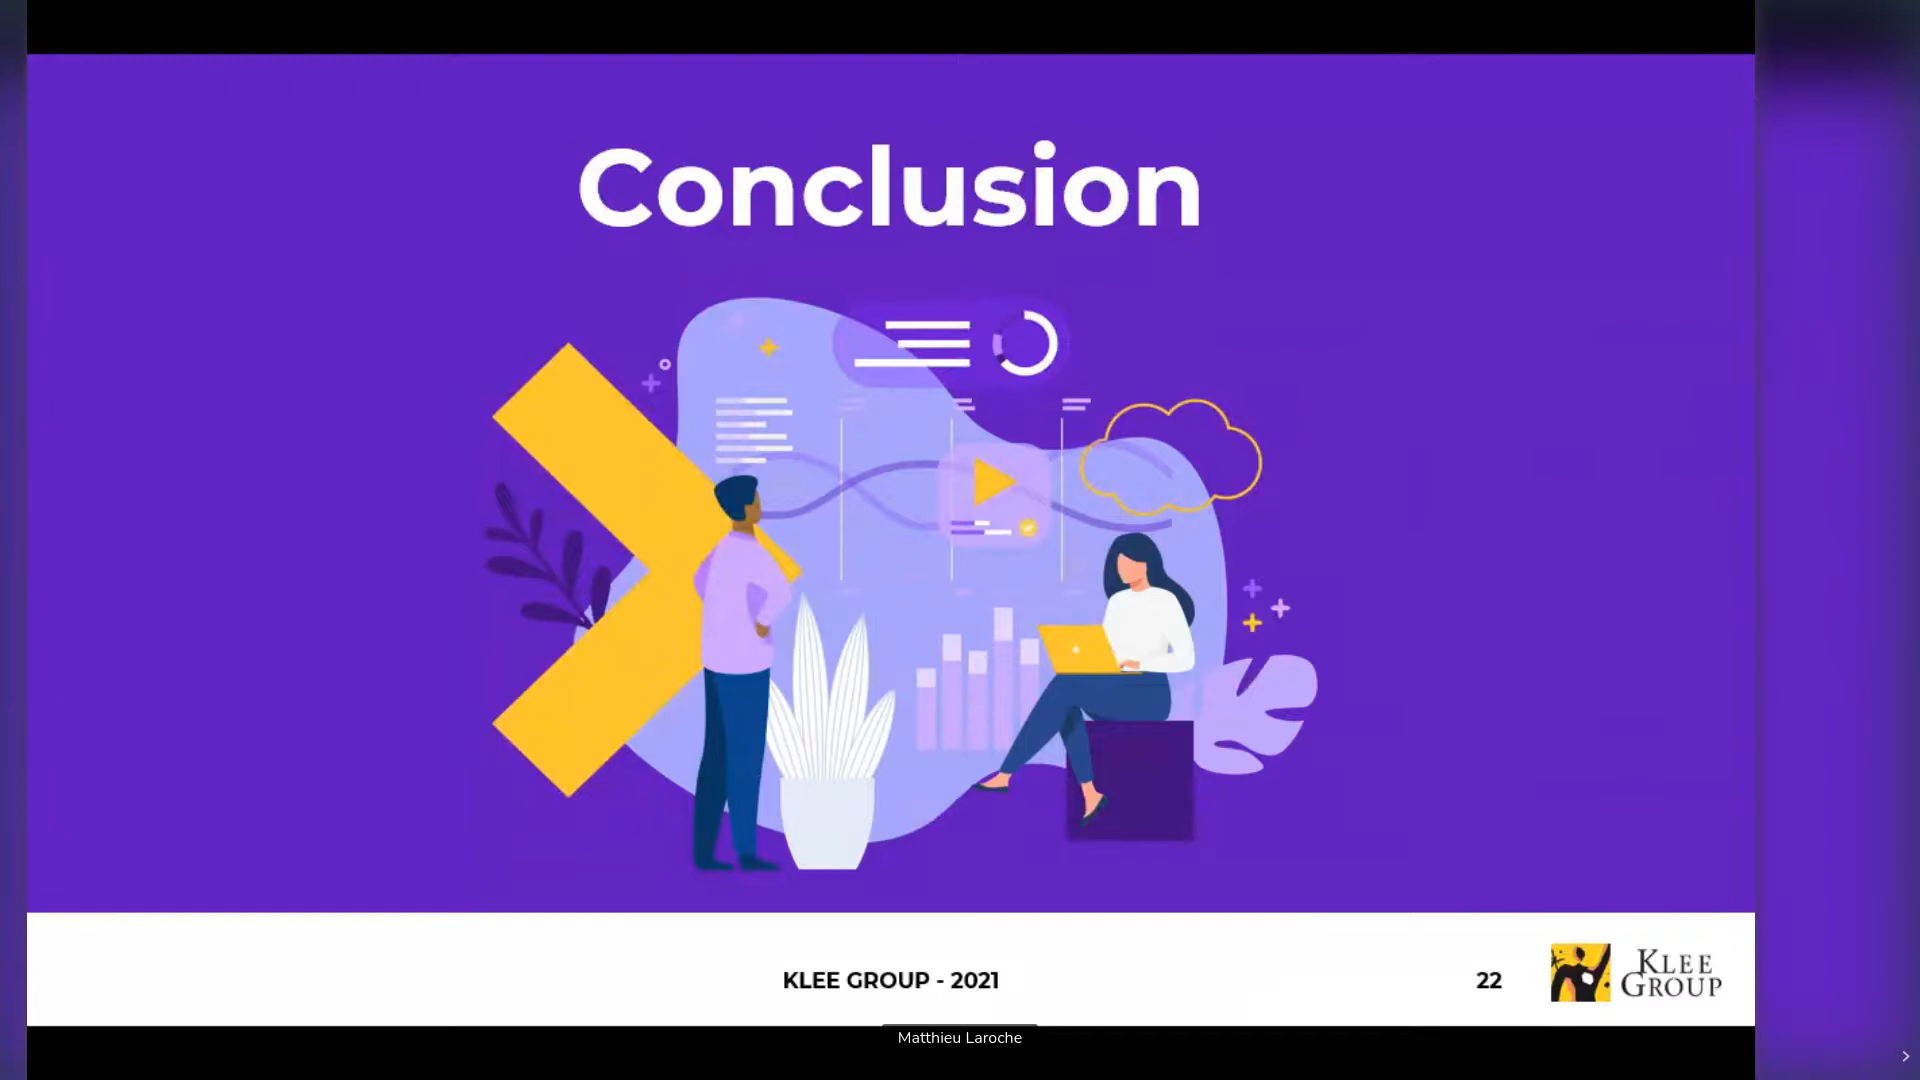 Conclusion
KLEE GROUP - 2021
22
KLEE
GROUP
Matthieu Laroche